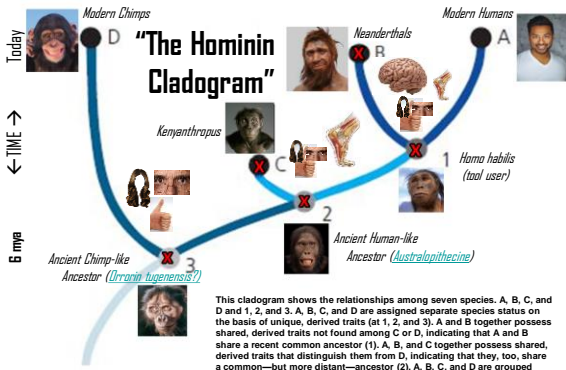 Modern Chimps
D
"The Hominin
Cladogram"
Neanderthals
X
B
Modern Humans
A
Today
Kenyanthropus
X
C
← TIME →
X
1
Homo habilis
(tool user)
X
2
6 mya
Ancient Chimp-like
Ancestor (Orrorin tugenensis?)
X
3
Ancient Human-like
Ancestor (Australopithecine)
This cladogram shows the relationships among seven species. A, B, C, and
D and 1, 2, and 3. A, B, C, and D are assigned separate species status on
the basis of unique, derived traits (at 1, 2, and 3). A and B together possess
shared, derived traits not found among C or D, indicating that A and B
share a recent common ancestor (1). A, B, and C together possess shared,
derived traits that distinguish them from D, indicating that they, too, share
a common—but more distant—ancestor (2). A, B, C, and D are grouped